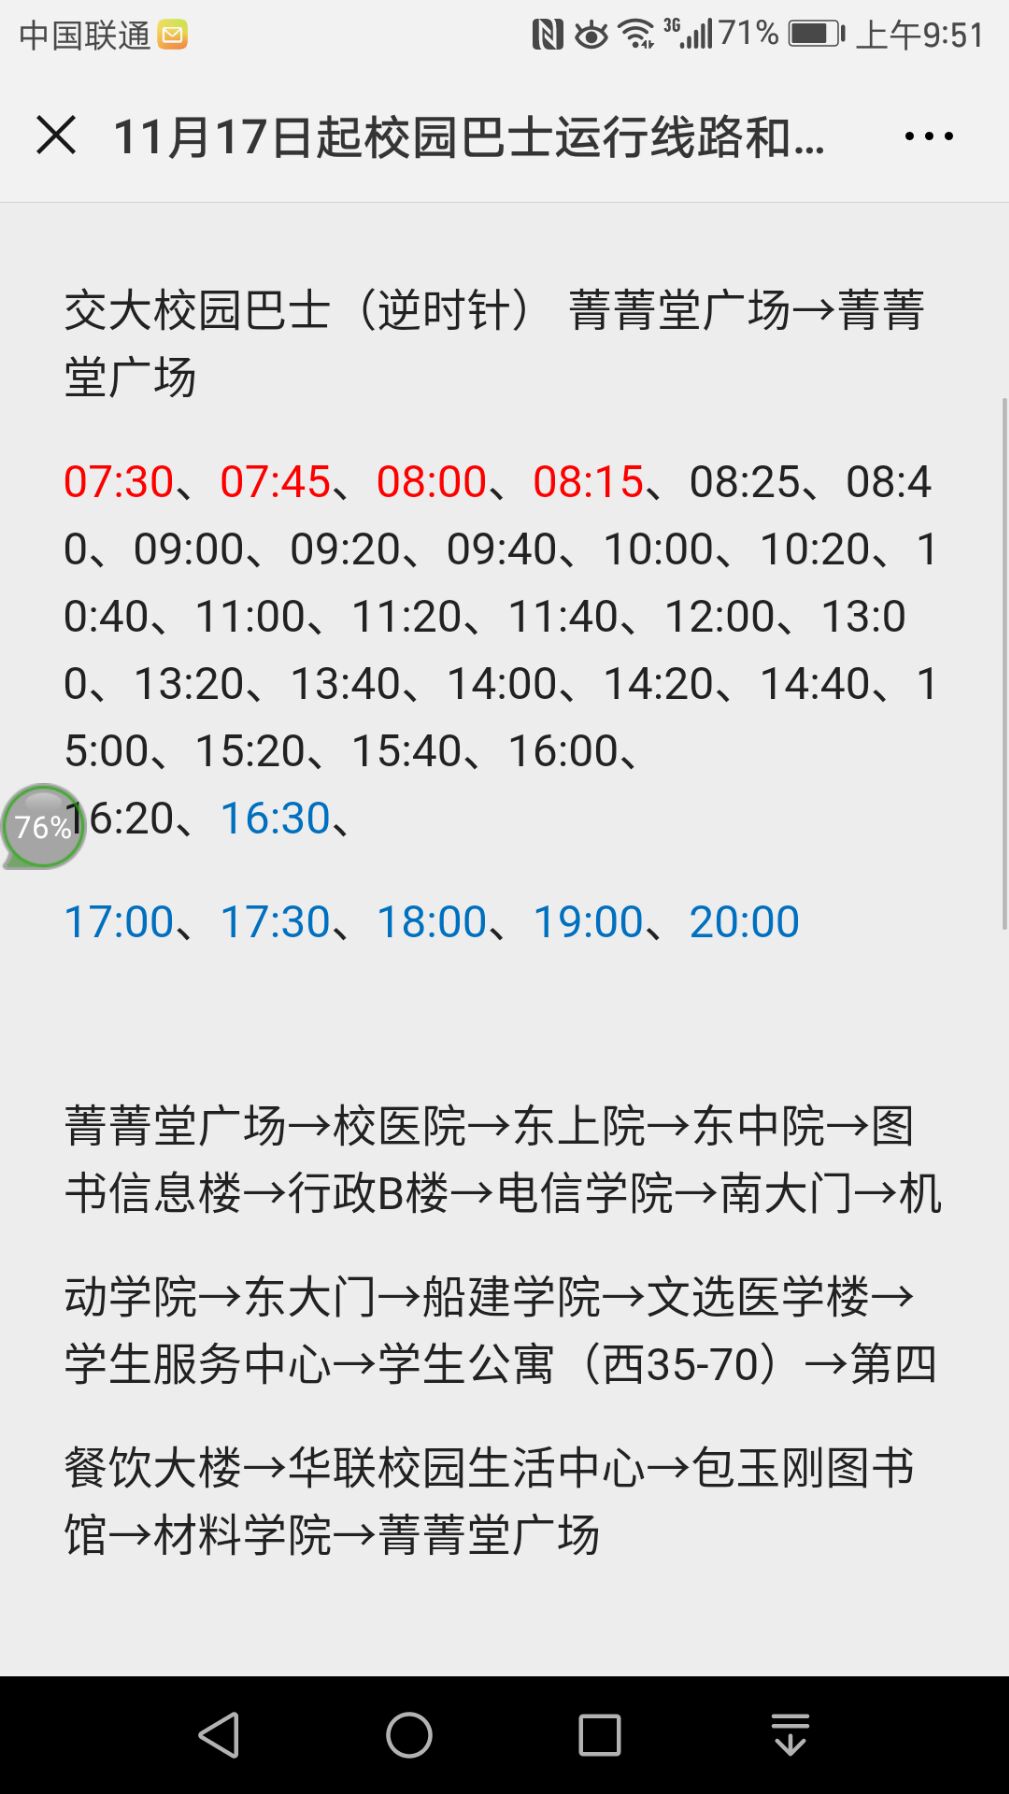 中国联通 3G 71% 上午9:51
11月17日起校园巴士运行线路和...
交大校园巴士（逆时针） 菁菁堂广场→菁菁
堂广场
07:30、07:45、08:00、08:15、08:25、08:4
0、09:00、09:20、09:40、10:00、10:20、1
0:40、11:00、11:20、11:40、12:00、13:0
0、13:20、13:40、14:00、14:20、14:40、1
5:00、15:20、15:40、16:00、
16:20、16:30、
76%
17:00、17:30、18:00、19:00、20:00
菁菁堂广场→校医院→东上院→东中院→图
书信息楼→行政B楼→电信学院→南大门→机
动学院→东大门→船建学院→文选医学楼→
学生服务中心→学生公寓（西35-70）→第四
餐饮大楼→华联校园生活中心→包玉刚图书
馆→材料学院→菁菁堂广场